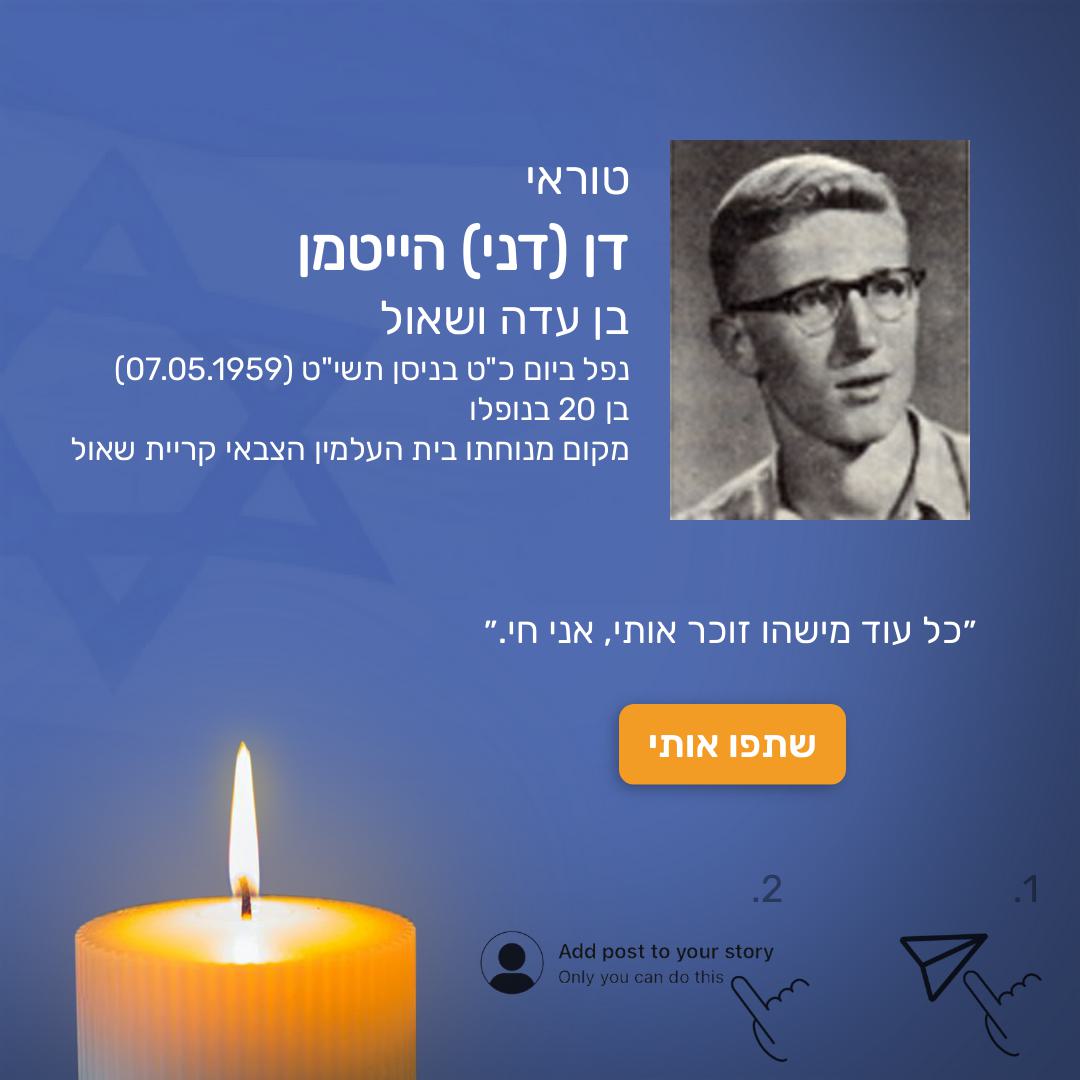 טוראי
דן (דני) הייטמן
בן עדה ושאול
נפל ביום כ"ט בניסן תשי"ט (07.05.1959)
בן 20 בנופלו
מקום מנוחתו בית העלמין הצבאי קריית שאול
״כל עוד מישהו זוכר אותי, אני חי.״
שתפו אותי
.1
.2
Add post to your story
Only you can do this